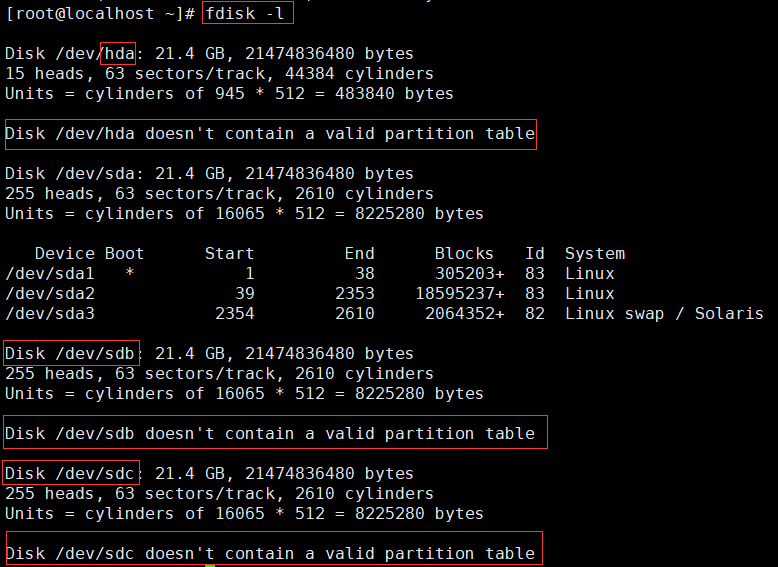 [root@localhost ~]# fdisk -l
Disk /dev/hda: 21.4 GB, 21474836480 bytes
15 heads, 63 sectors/track, 44384 cylinders
Units = cylinders of 945 * 512 = 483840 bytes
Disk /dev/hda doesn't contain a valid partition table
Disk /dev/sda: 21.4 GB, 21474836480 bytes
255 heads, 63 sectors/track, 2610 cylinders
Units = cylinders of 16065 * 512 = 8225280 bytes
Device Boot Start End Blocks Id System
/dev/sda1 * 1 38 305203+ 83 Linux
/dev/sda2 39 2353 18595237+ 83 Linux
/dev/sda3 2354 2610 2064352+ 82 Linux swap / Solaris
Disk /dev/sdb: 21.4 GB, 21474836480 bytes
255 heads, 63 sectors/track, 2610 cylinders
Units = cylinders of 16065 * 512 = 8225280 bytes
Disk /dev/sdb doesn't contain a valid partition table
Disk /dev/sdc: 21.4 GB, 21474836480 bytes
255 heads, 63 sectors/track, 2610 cylinders
Units = cylinders of 16065 * 512 = 8225280 bytes
Disk /dev/sdc doesn't contain a valid partition table